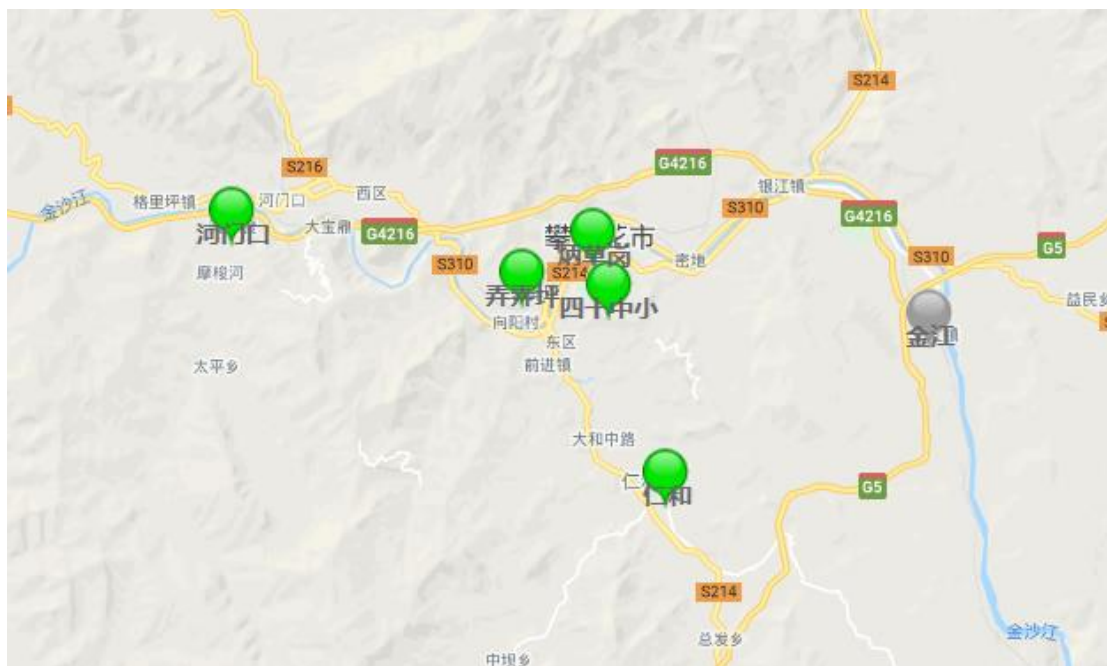 S214
G4216
S216
银江镇
西区
河门口
格里坪镇
金沙江
S310
G4216
大宝鼎
G4216
河门口
攀枝花市
G5
S310
炳草岗
密地
S310
S214
摩梭河
弄弄坪
四十中小
益民乡
向阳村
金江
东区
前进镇
太平乡
大和中路
仁和
G5
S214
金沙江
总发乡
中坝乡